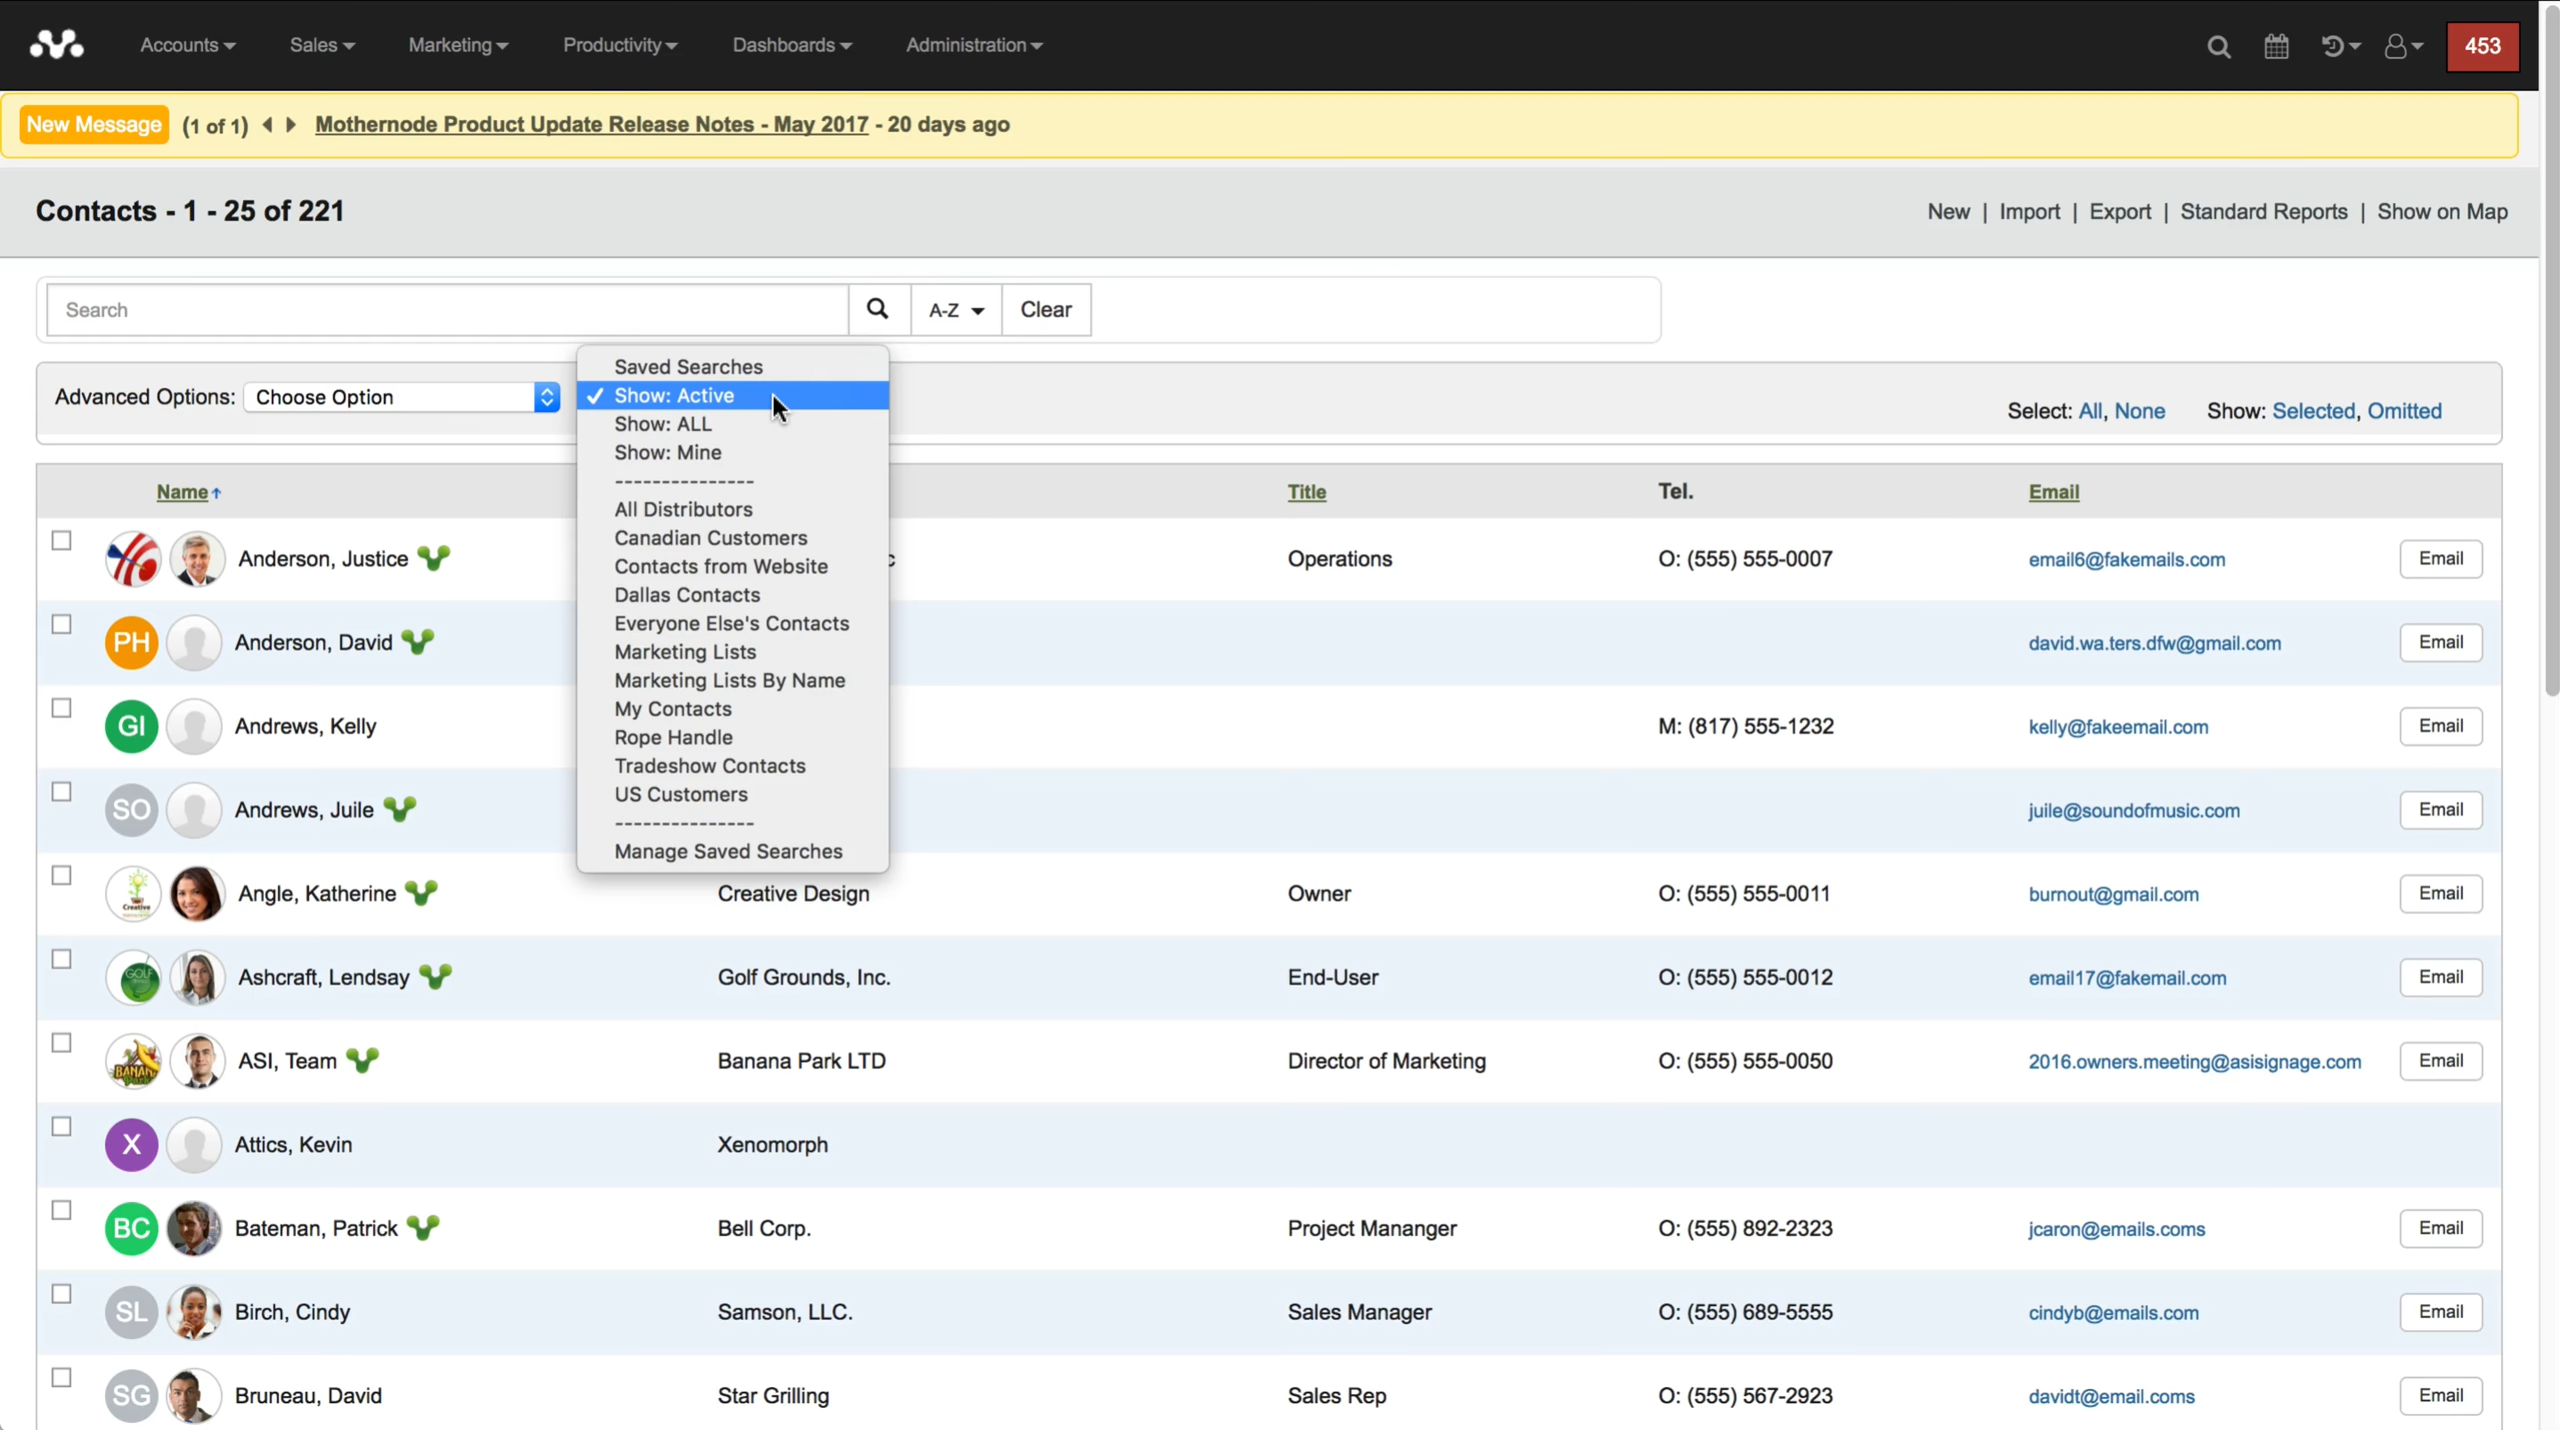 Accounts Sales Marketing Productivity Dashboards Administration 453
New Message (1 of 1) Mothernode Product Update Release Notes - May 2017 - 20 days ago
Contacts - 1 - 25 of 221 New | Import | Export | Standard Reports | Show on Map
Search A-Z Clear
Advanced Options: Choose Option
Select: All, None Show: Selected, Omitted
Saved Searches
✓ Show: Active
Show: ALL
Show: Mine
---------------
All Distributors
Canadian Customers
Contacts from Website
Dallas Contacts
Everyone Else's Contacts
Marketing Lists
Marketing Lists By Name
My Contacts
Rope Handle
Tradeshow Contacts
US Customers
---------------
Manage Saved Searches
Name↑ Title Tel. Email
Anderson, Justice c Operations O: (555) 555-0007 email6@fakemails.com Email
PH Anderson, David david.wa.ters.dfw@gmail.com Email
GI Andrews, Kelly M: (817) 555-1232 kelly@fakeemail.com Email
SO Andrews, Juile juile@soundofmusic.com Email
Creative Angle, Katherine Creative Design Owner O: (555) 555-0011 burnout@gmail.com Email
GOLF Ashcraft, Lendsay Golf Grounds, Inc. End-User O: (555) 555-0012 email17@fakemail.com Email
BANANA ASI, Team Banana Park LTD Director of Marketing O: (555) 555-0050 2016.owners.meeting@asisignage.com Email
X Attics, Kevin Xenomorph
BC Bateman, Patrick Bell Corp. Project Mananger O: (555) 892-2323 jcaron@emails.coms Email
SL Birch, Cindy Samson, LLC. Sales Manager O: (555) 689-5555 cindyb@emails.com Email
SG Bruneau, David Star Grilling Sales Rep O: (555) 567-2923 davidt@email.coms Email